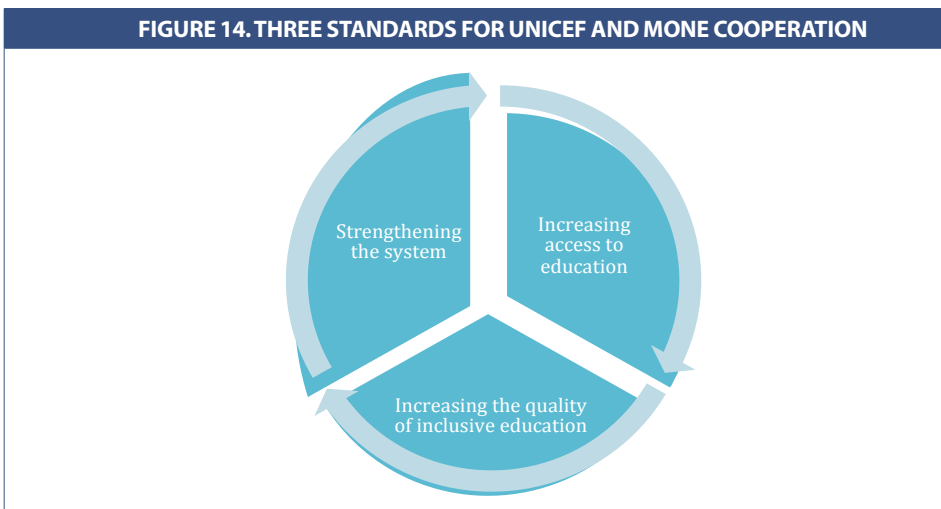 FIGURE 14. THREE STANDARDS FOR UNICEF AND MONE COOPERATION
Strengthening
the system
Increasing
access to
education
Increasing the quality
of inclusive education